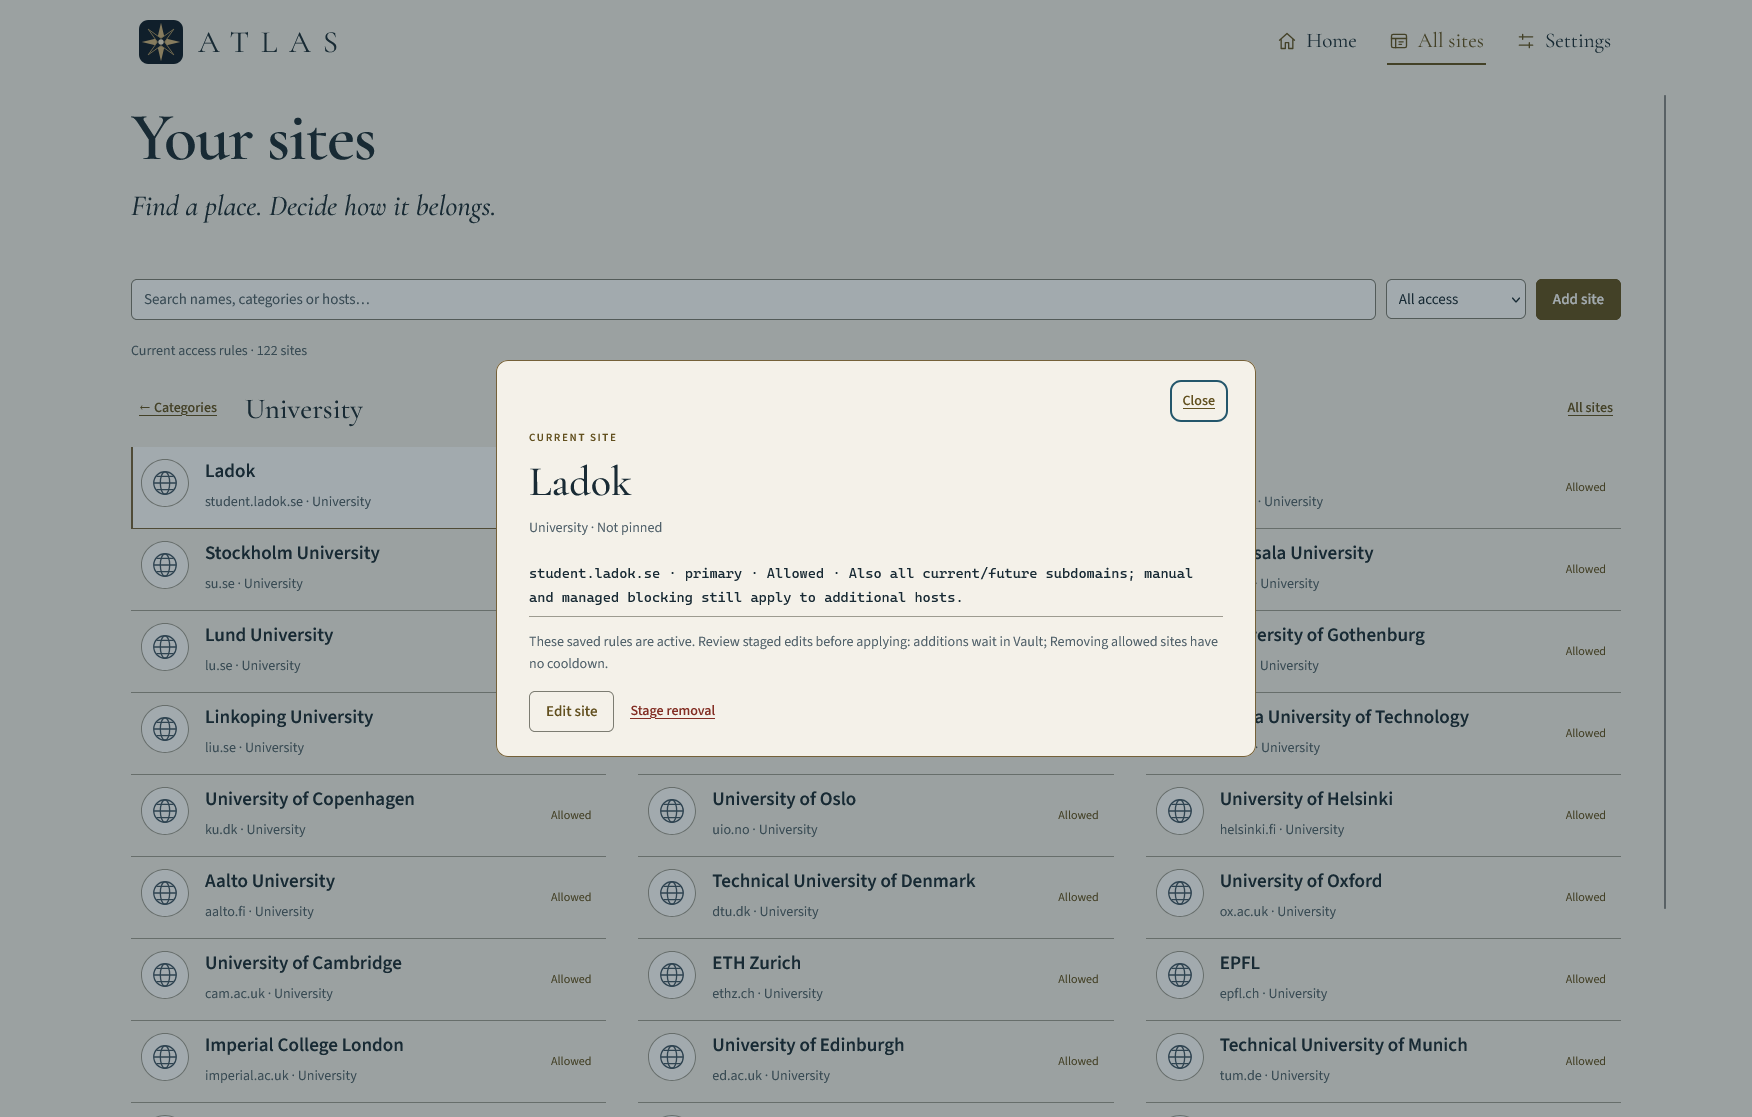 ATLAS
Home
All sites
Settings
Your sites
Find a place. Decide how it belongs.
Search names, categories or hosts…
All access
Add site
Current access rules · 122 sites
← Categories
University
All sites
Close
CURRENT SITE
Ladok
University · Not pinned
student.ladok.se · primary · Allowed · Also all current/future subdomains; manual
and managed blocking still apply to additional hosts.
These saved rules are active. Review staged edits before applying: additions wait in Vault; Removing allowed sites have
no cooldown.
Edit site
Stage removal
Ladok
student.ladok.se · University
· University
Allowed
Stockholm University
su.se · University
sala University
University
Allowed
Lund University
lu.se · University
ersity of Gothenburg
University
Allowed
Linkoping University
liu.se · University
a University of Technology
· University
Allowed
University of Copenhagen
ku.dk · University
Allowed
University of Oslo
uio.no · University
Allowed
University of Helsinki
helsinki.fi · University
Allowed
Aalto University
aalto.fi · University
Allowed
Technical University of Denmark
dtu.dk · University
Allowed
University of Oxford
ox.ac.uk · University
Allowed
University of Cambridge
cam.ac.uk · University
Allowed
ETH Zurich
ethz.ch · University
Allowed
EPFL
epfl.ch · University
Allowed
Imperial College London
imperial.ac.uk · University
Allowed
University of Edinburgh
ed.ac.uk · University
Allowed
Technical University of Munich
tum.de · University
Allowed